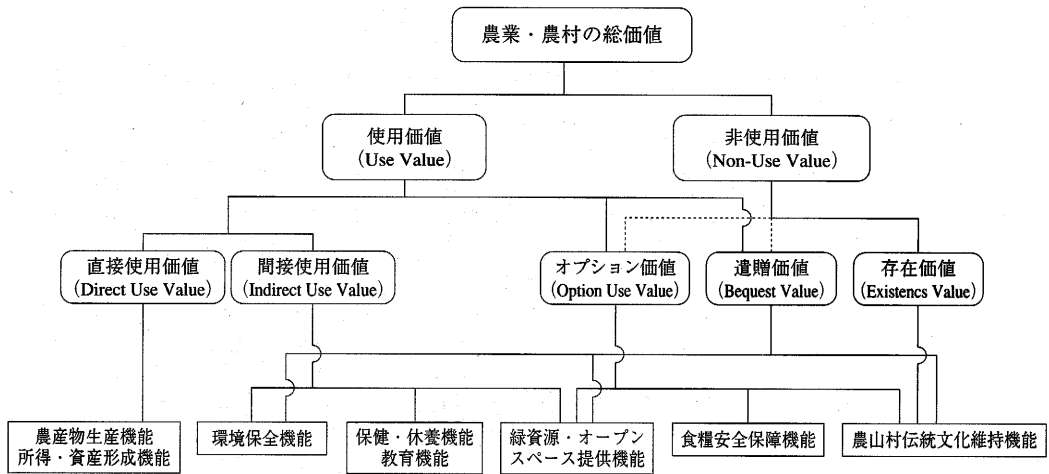 農業・農村の総価値
使用価値
(Use Value)
非使用価値
(Non-Use Value)
直接使用価値
(Direct Use Value)
間接使用価値
(Indirect Use Value)
オプション価値
(Option Use Value)
遺贈価値
(Bequest Value)
存在価値
(Existencs Value)
農産物生産機能
所得・資産形成機能
環境保全機能
保健・休養機能
教育機能
緑資源・オープン
スペース提供機能
食糧安全保障機能
農山村伝統文化維持機能